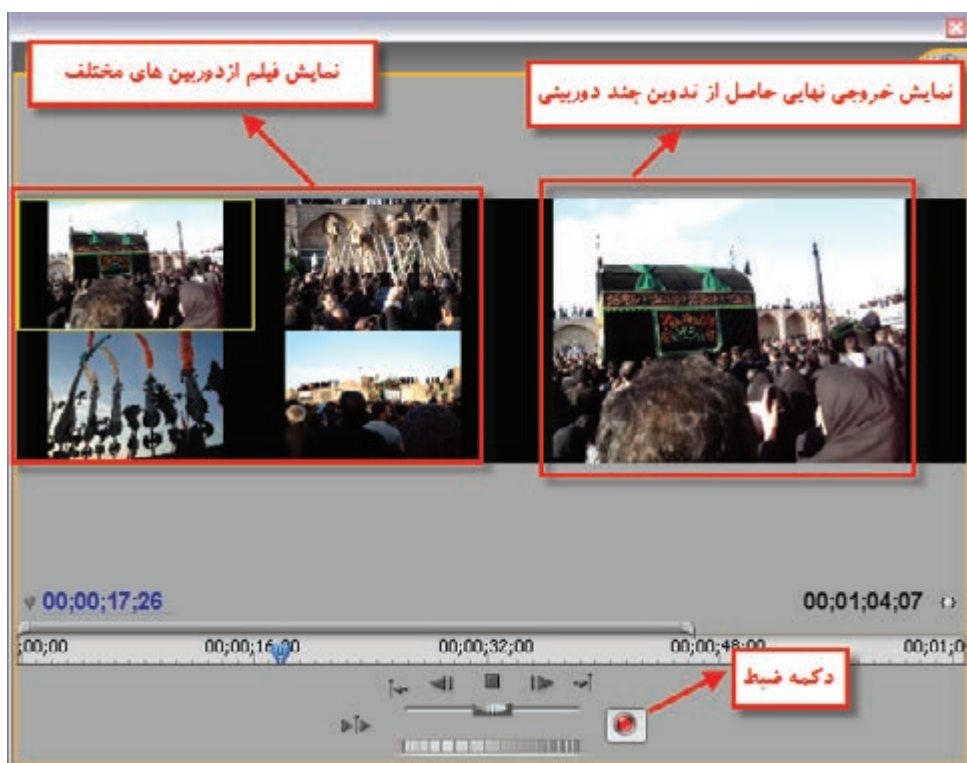 نمایش فیلم ازدوربین های مختلف
نمایش خروجی نهایی حاصل از تدوین چند دوربینی
00;00;17;26
00;01;04;07
;00;00
00;00;16;00
00;00;32;00
00;00;48;00
00;01;0
دکمه ضبط